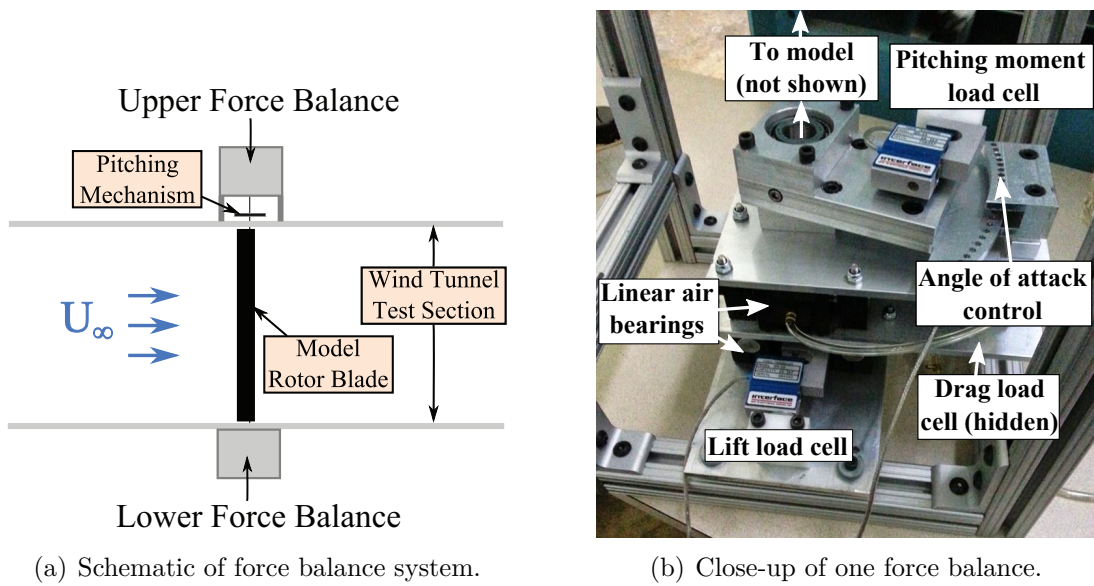 Upper Force Balance
Pitching
Mechanism
U∞
Wind Tunnel
Test Section
Model
Rotor Blade
Lower Force Balance
(a) Schematic of force balance system.
To model
(not shown)
Pitching moment
load cell
interface
Linear air
bearings
Angle of attack
control
interface
Drag load
cell (hidden)
Lift load cell
(b) Close-up of one force balance.